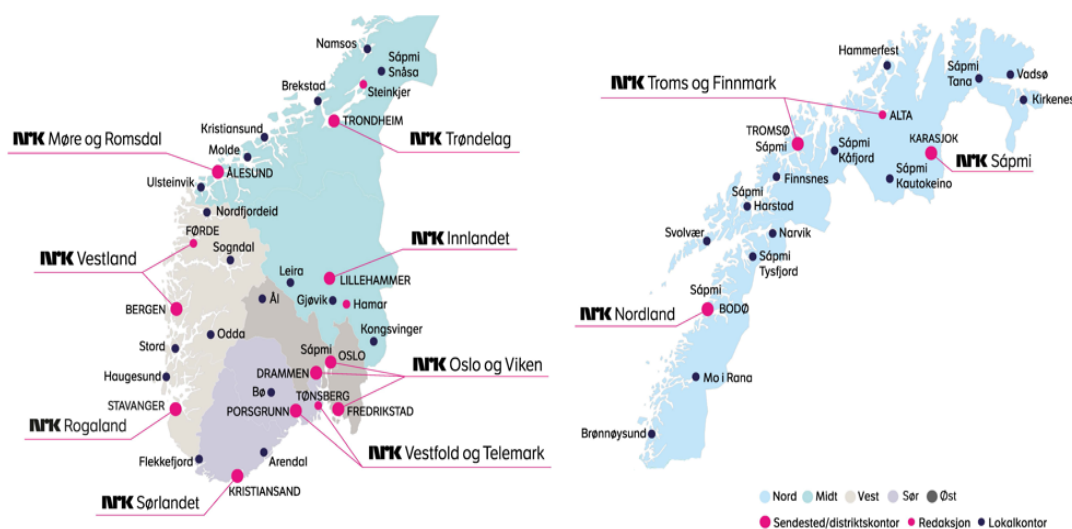 Namsos
Sápmi
Snåsa
Brekstad
Steinkjer
TRONDHEIM
NRK Trøndelag
Kristiansund
NRK Møre og Romsdal
Molde
ÅLESUND
Ulsteinvik
Nordfjordeid
FØRDE
Sogndal
NRK Innlandet
NRK Vestland
Leira
LILLEHAMMER
Ål
Gjøvik
Hamar
BERGEN
Kongsvinger
Odda
Stord
Sápmi
OSLO
NRK Oslo og Viken
DRAMMEN
Haugesund
Bø
TØNSBERG
STAVANGER
PORSGRUNN
FREDRIKSTAD
NRK Rogaland
NRK Vestfold og Telemark
Flekkefjord
Arendal
NRK Sørlandet
KRISTIANSAND
Hammerfest
Sápmi
Tana
Vadsø
NRK Troms og Finnmark
Kirkenes
ALTA
TROMSØ
Sápmi
KARASJOK
Sápmi
Kåfjord
NRK Sápmi
Sápmi
Kautokeino
Finnsnes
Sápmi
Harstad
Svolvær
Narvik
Sápmi
Tysfjord
Sápmi
BODØ
NRK Nordland
Mo i Rana
Brønnøysund
Nord Midt Vest Sør Øst
Sendested/distriktskontor Redaksjon Lokalkontor